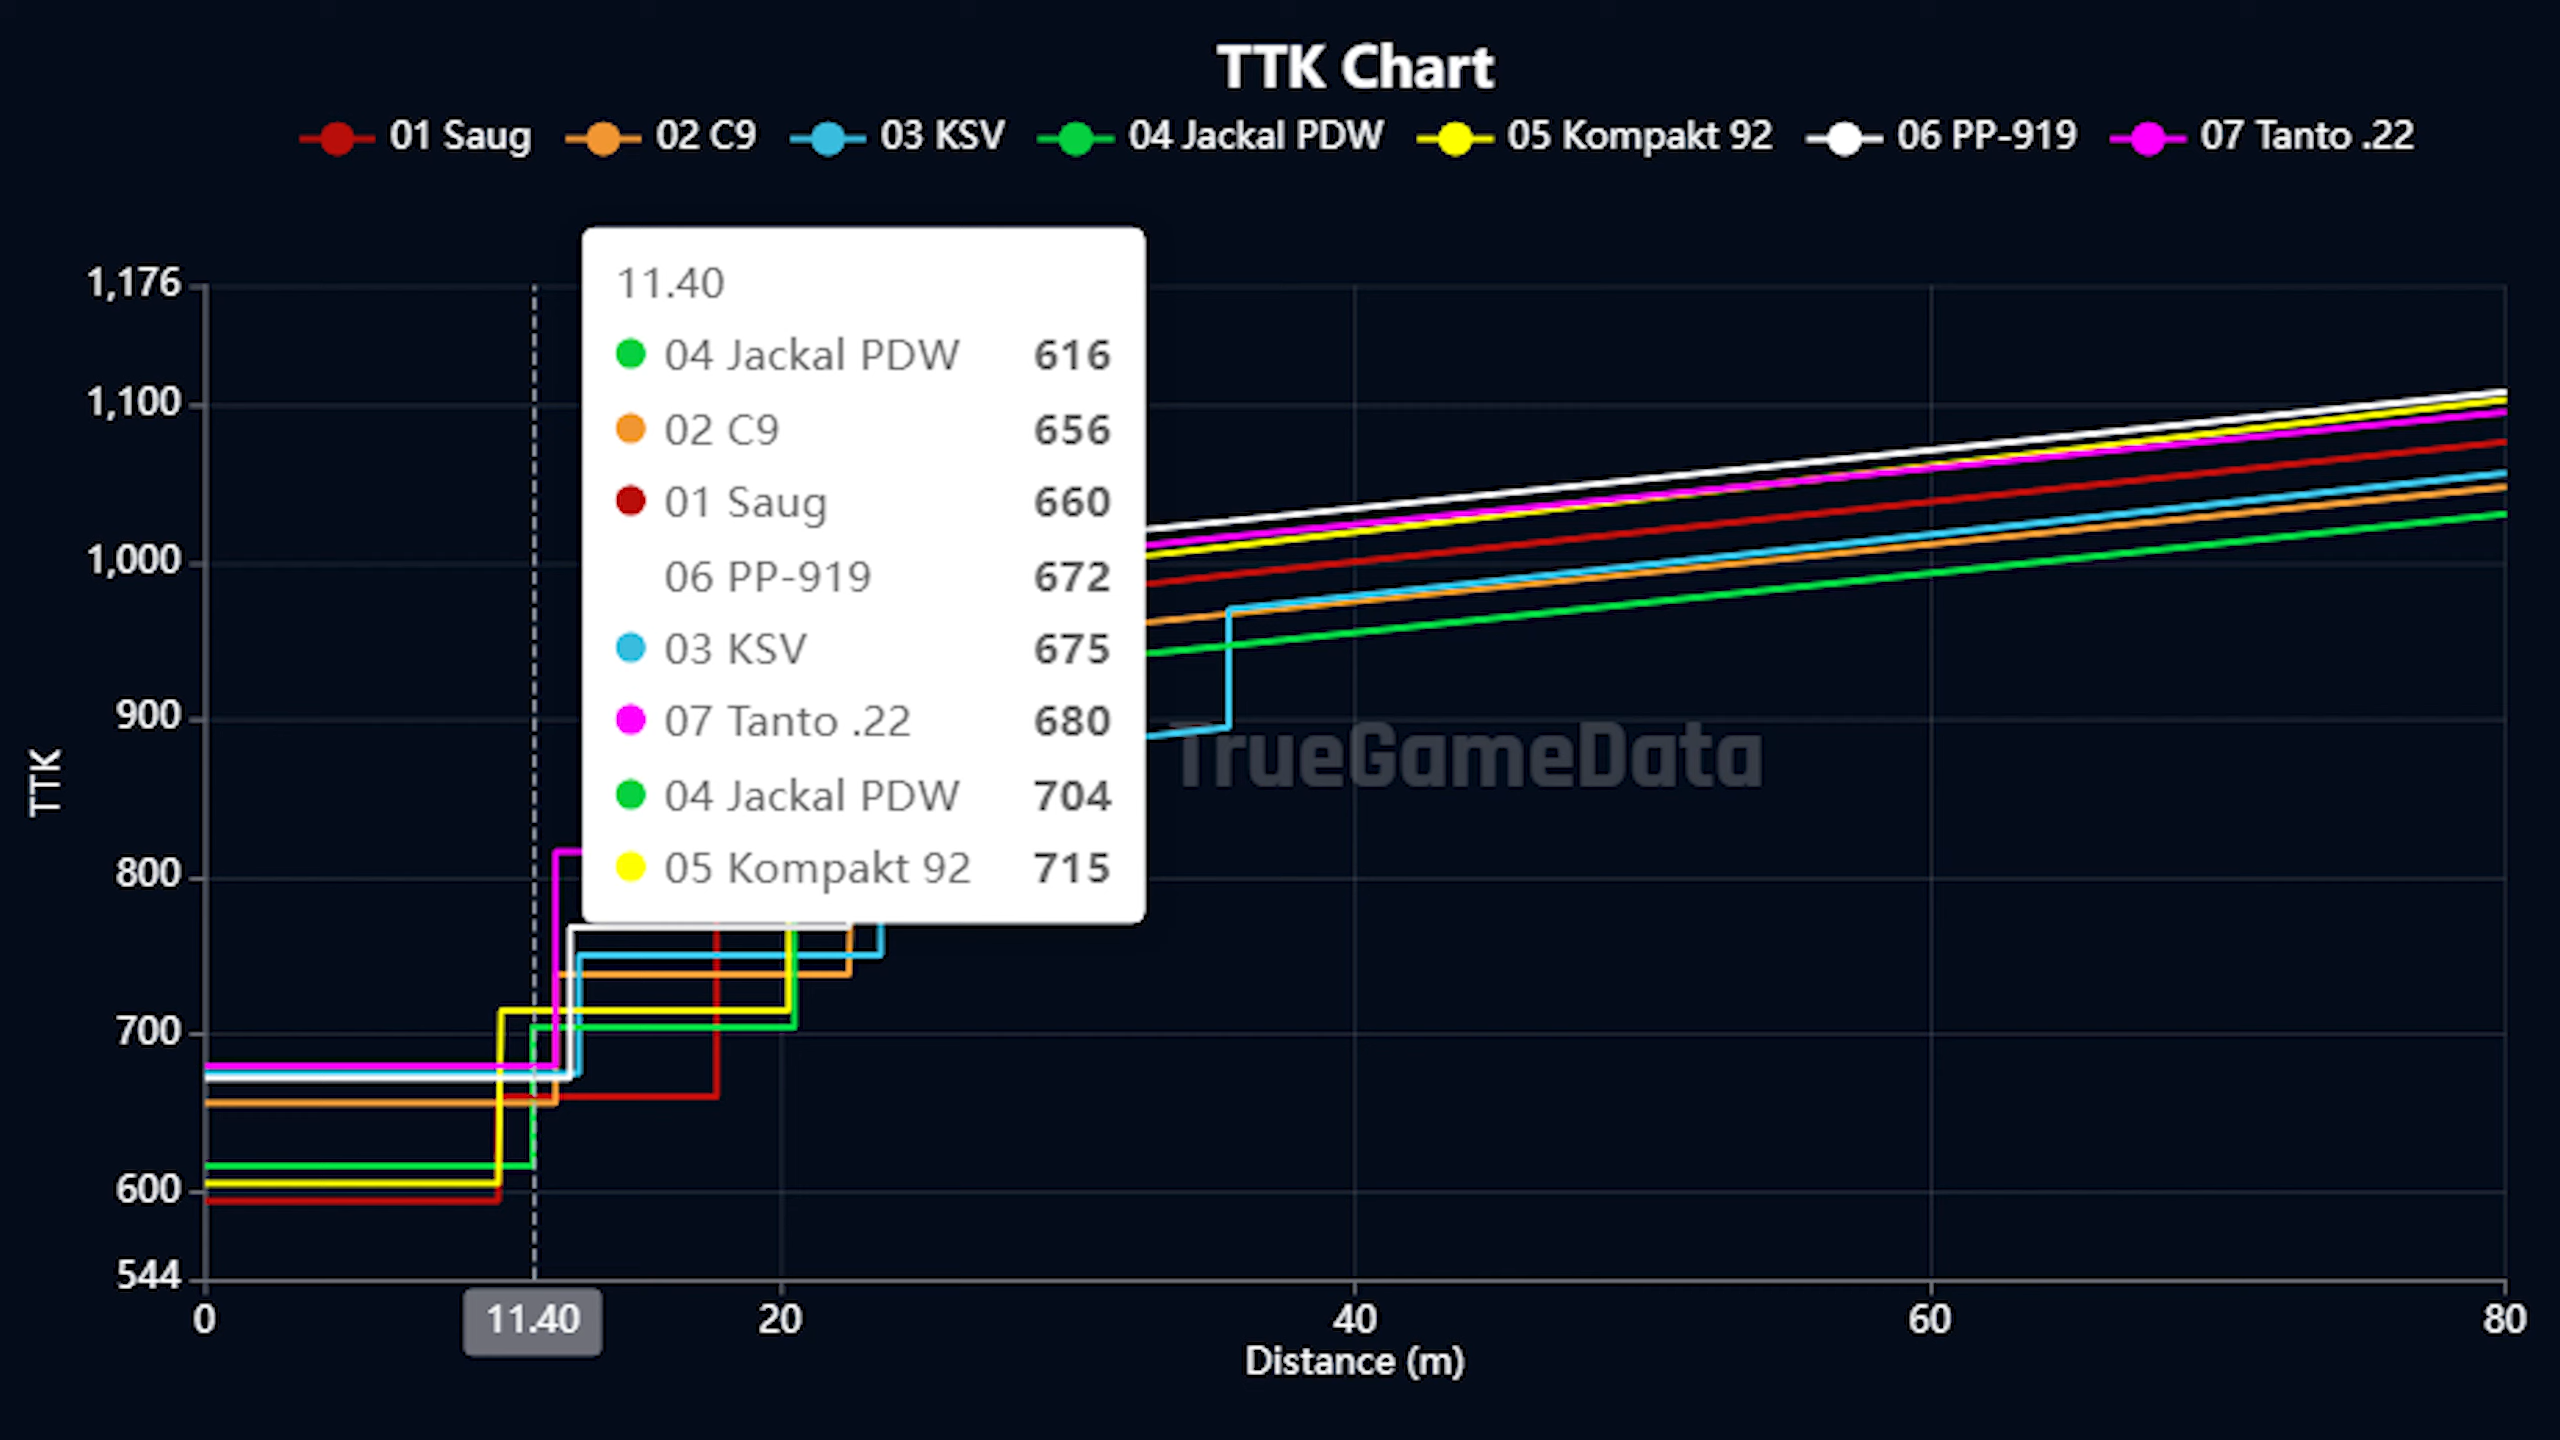 TTK Chart
01 Saug 02 C9 03 KSV 04 Jackal PDW 05 Kompakt 92 06 PP-919 07 Tanto .22
11.40
04 Jackal PDW 616
02 C9 656
01 Saug 660
06 PP-919 672
03 KSV 675
07 Tanto .22 680
04 Jackal PDW 704
05 Kompakt 92 715
1,176
1,100
1,000
900
800
700
600
544
TTK
TrueGameData
0 11.40 20 40 60 80
Distance (m)